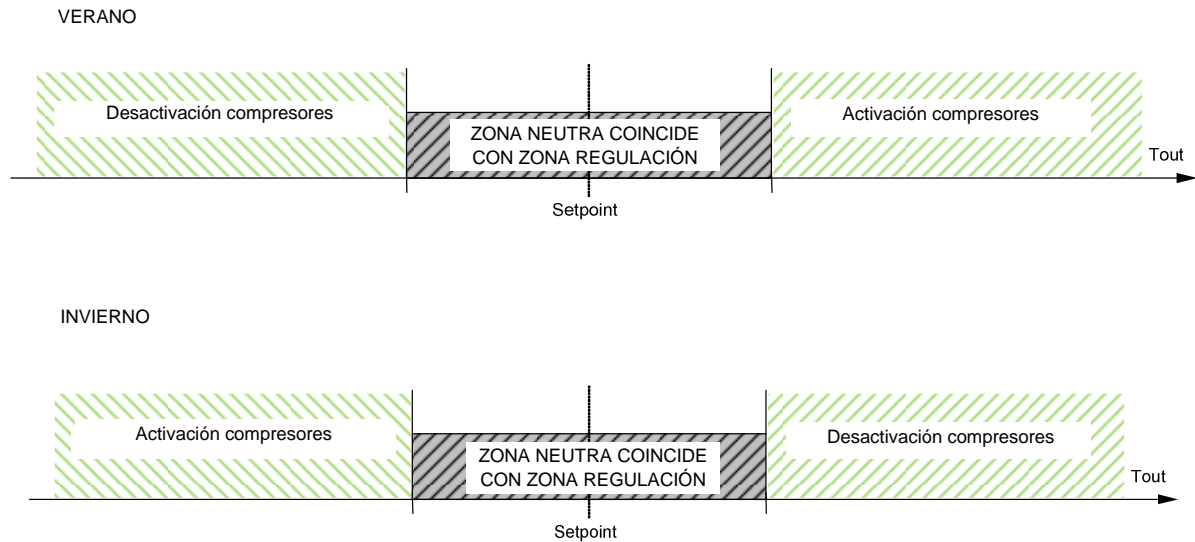 VERANO
Desactivación compresores
Activación compresores
ZONA NEUTRA COINCIDE
CON ZONA REGULACIÓN
Tout
Setpoint
INVIERNO
Activación compresores
Desactivación compresores
ZONA NEUTRA COINCIDE
CON ZONA REGULACIÓN
Tout
Setpoint